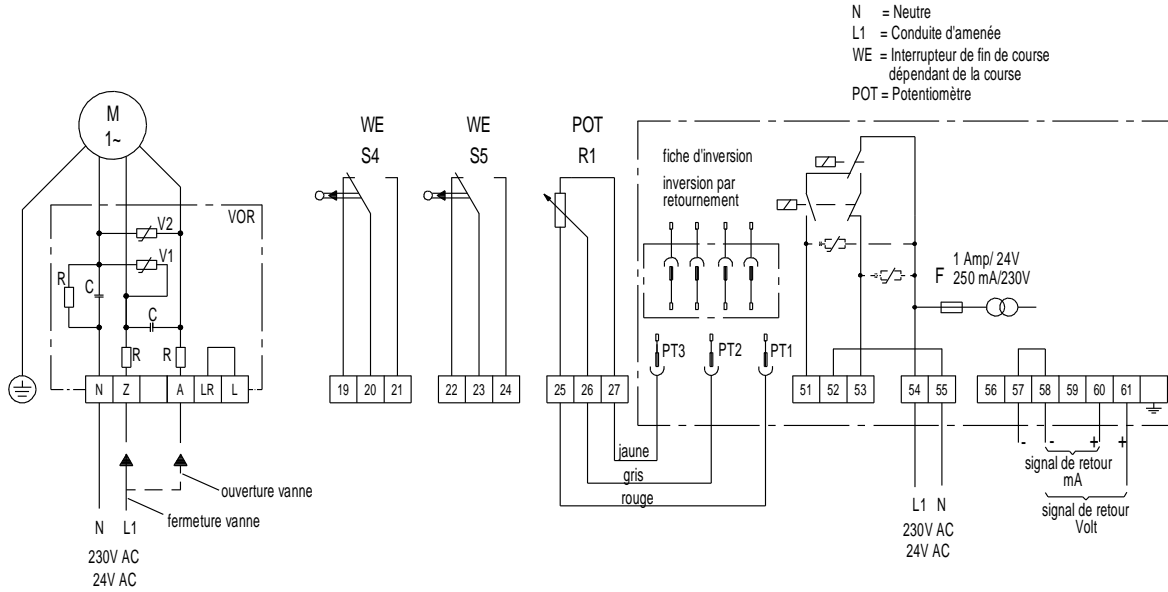 N = Neutre
L1 = Conduite d'amenée
WE = Interrupteur de fin de course
dépendant de la course
POT = Potentiomètre
M
1~
WE
S4
WE
S5
POT
R1
fiche d'inversion
inversion par
retournement
VOR
V2
V1
R
C
C
R
R
F
1 Amp/ 24V
250 mA/230V
PT3
PT2
PT1
N Z A LR L
19 20 21
22 23 24
25 26 27
51 52 53
54 55
56 57 58 59 60 61
jaune
gris
rouge
- - + +
signal de retour
mA
signal de retour
Volt
ouverture vanne
fermeture vanne
N L1
230V AC
24V AC
L1 N
230V AC
24V AC